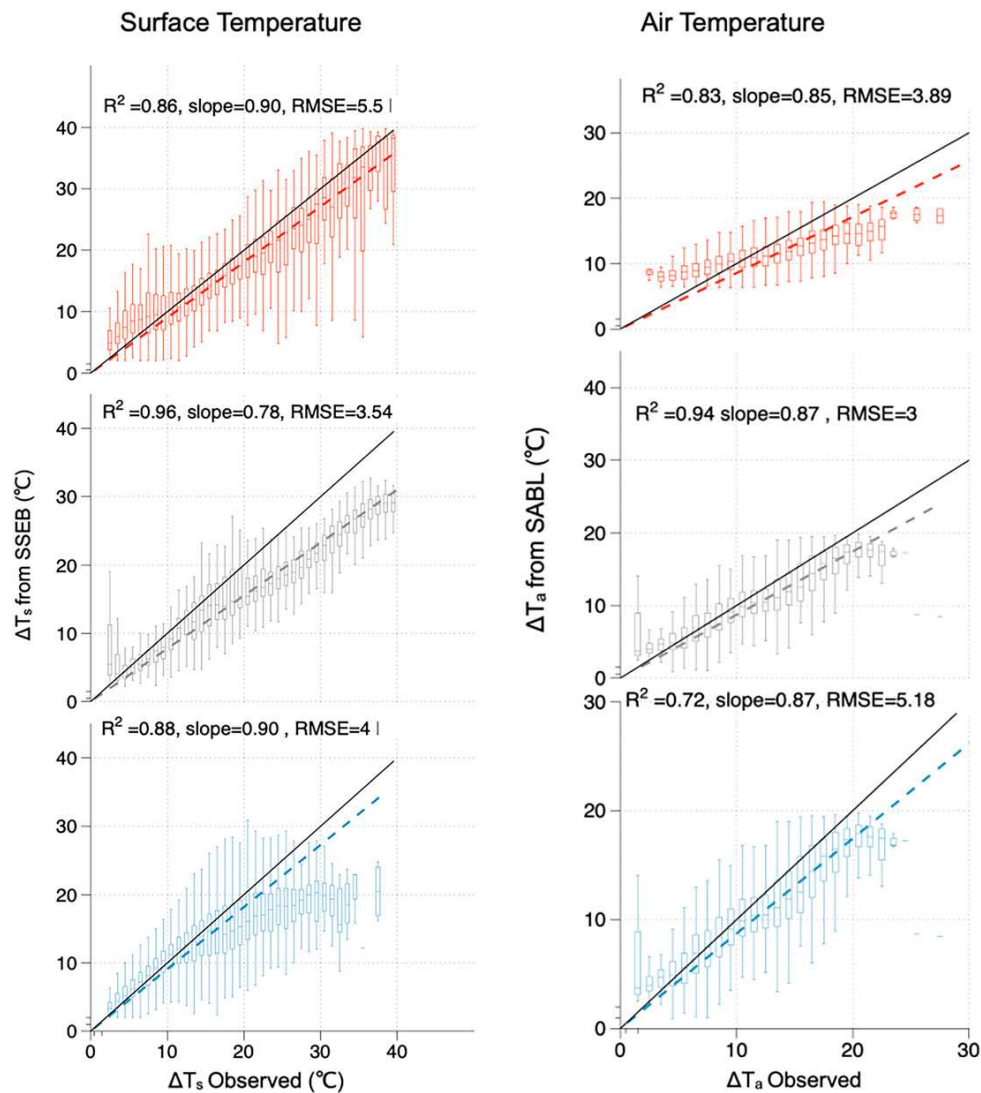 Surface Temperature
Air Temperature
R² =0.86, slope=0.90, RMSE=5.5 |
40
30
20
10
0
R² =0.83, slope=0.85, RMSE=3.89
30
20
10
0
R² =0.96, slope=0.78, RMSE=3.54
40
30
20
10
0
ΔTₛ from SSEB (℃)
40
R² =0.94 slope=0.87 , RMSE=3
30
20
10
0
ΔTₐ from SABL (℃)
R² =0.88, slope=0.90 , RMSE=4 |
40
30
20
10
0
0 10 20 30 40
ΔTₛ Observed (℃)
R² =0.72, slope=0.87, RMSE=5.18
30
20
10
0
0 10 20 30
ΔTₐ Observed